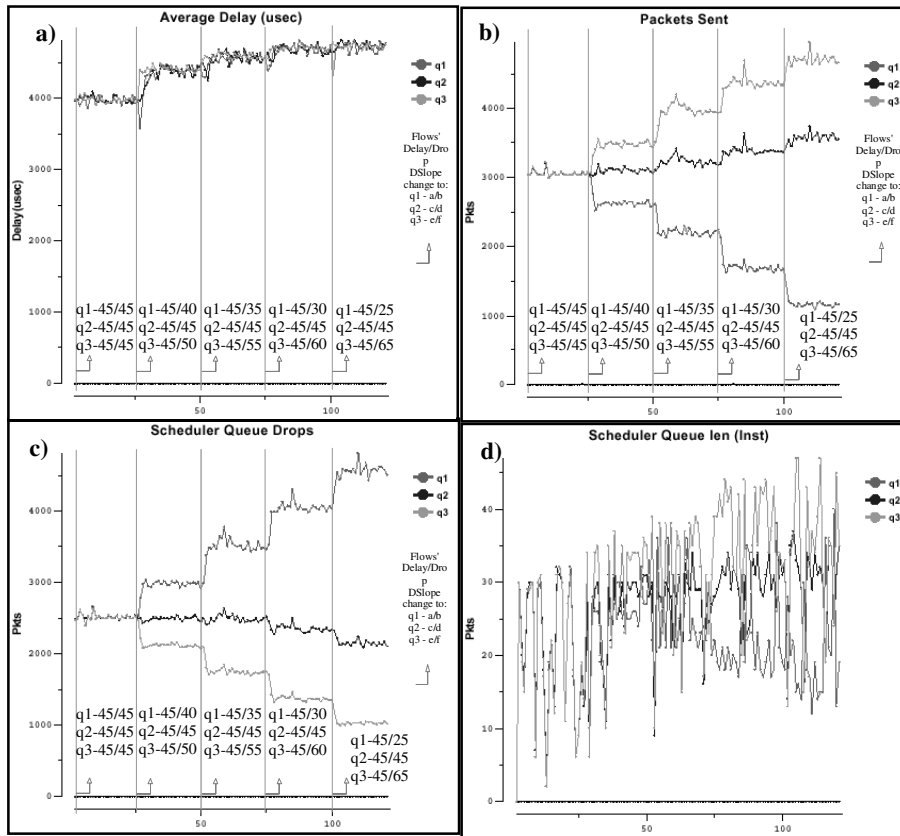 a)
Average Delay (usec)
q1
q2
q3
Flows'
Delay/Dro
p
DSlope
change to:
q1 - a/b
q2 - c/d
q3 - e/f
Delay (usec)
4000
3000
2000
1000
0
q1-45/45
q2-45/45
q3-45/45
q1-45/40
q2-45/45
q3-45/50
q1-45/35
q2-45/45
q3-45/55
q1-45/30
q2-45/45
q3-45/60
q1-45/25
q2-45/45
q3-45/65
50
100
b)
Packets Sent
q1
q2
q3
Flows'
Delay/Dro
p
DSlope
change to:
q1 - a/b
q2 - c/d
q3 - e/f
Pkts
4000
3000
2000
1000
0
q1-45/45
q2-45/45
q3-45/45
q1-45/40
q2-45/45
q3-45/50
q1-45/35
q2-45/45
q3-45/55
q1-45/30
q2-45/45
q3-45/60
q1-45/25
q2-45/45
q3-45/65
50
100
c)
Scheduler Queue Drops
q1
q2
q3
Flows'
Delay/Dro
p
DSlope
change to:
q1 - a/b
q2 - c/d
q3 - e/f
Pkts
4000
3000
2000
1000
0
q1-45/45
q2-45/45
q3-45/45
q1-45/40
q2-45/45
q3-45/50
q1-45/35
q2-45/45
q3-45/55
q1-45/30
q2-45/45
q3-45/60
q1-45/25
q2-45/45
q3-45/65
50
100
d)
Scheduler Queue len (Inst)
q1
q2
q3
Pkts
40
30
20
10
0
50
100